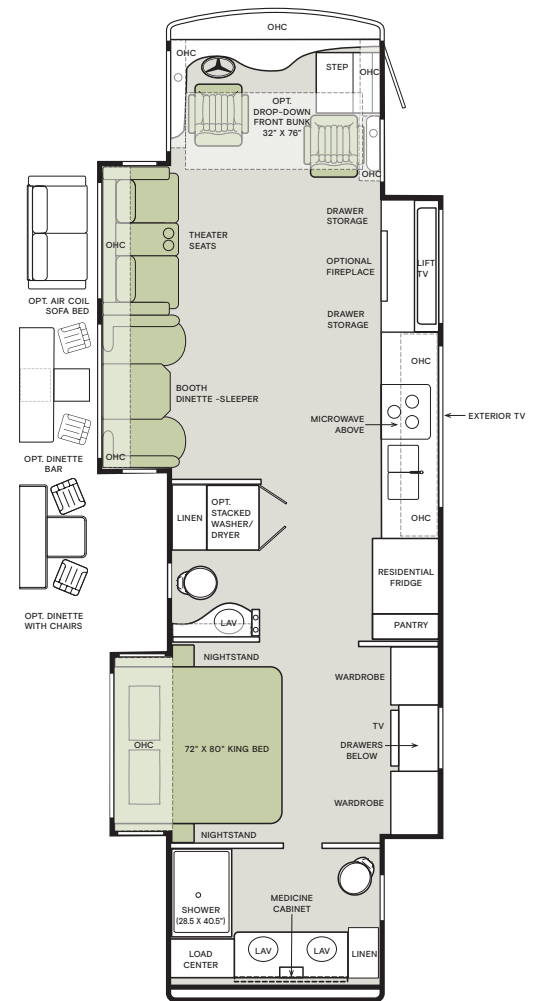 OHC
OHC
STEP
OHC
OPT.
DROP-DOWN
FRONT BUNK
32" X 76"
OHC
DRAWER
STORAGE
OHC
THEATER
SEATS
OPTIONAL
FIREPLACE
LIFT
TV
OPT. AIR COIL
SOFA BED
DRAWER
STORAGE
OHC
BOOTH
DINETTE -SLEEPER
MICROWAVE
ABOVE
EXTERIOR TV
OPT. DINETTE
BAR
OHC
LINEN
OPT.
STACKED
WASHER/
DRYER
OHC
RESIDENTIAL
FRIDGE
OPT. DINETTE
WITH CHAIRS
LAV
PANTRY
NIGHTSTAND
WARDROBE
OHC
72" X 80" KING BED
TV
DRAWERS
BELOW
WARDROBE
NIGHTSTAND
SHOWER
(28.5 X 40.5")
MEDICINE
CABINET
LOAD
CENTER
LAV
LAV
LINEN